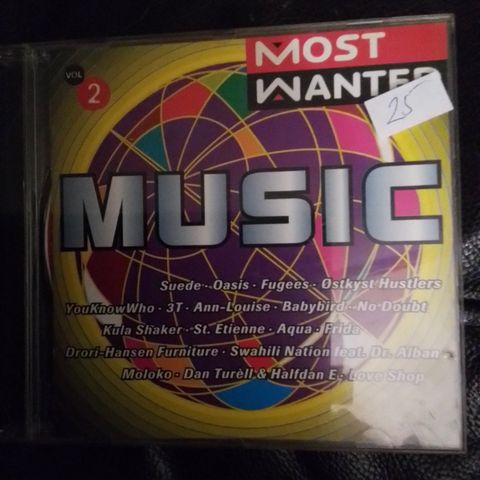 VOL
2
MOST
WANTED
25
MUSIC
Suede · Oasis · Fugees · Østkyst Hustlers
YouKnowWho · 3T · Ann-Louise · Babybird · No Doubt
Kula Shaker · St. Etienne · Aqua · Frida
Drori-Hansen Furniture · Swahili Nation feat. Dr. Alban
Moloko · Dan Turèll & Halfdan E · Love Shop